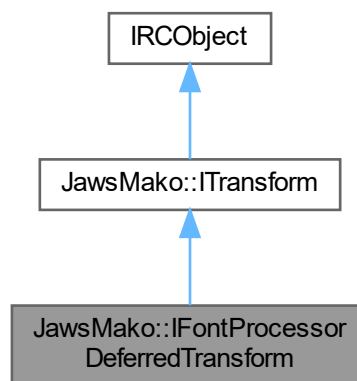 IRCObject
JawsMako::ITransform
JawsMako::IFontProcessor
DeferredTransform